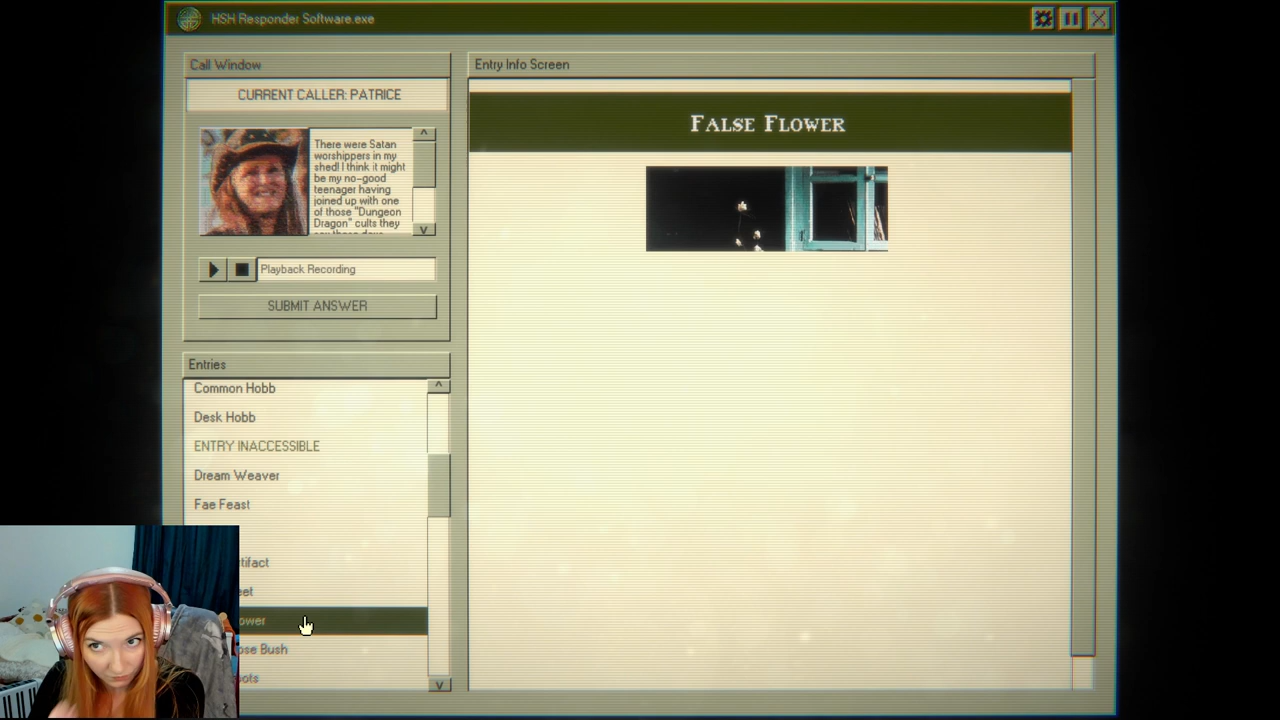 HSH Responder Software.exe
Call Window
CURRENT CALLER: PATRICE
There were Satan
worshippers in my
shed! I think it might
be my no-good
teenager having
joined up with one
of those "Dungeon
Dragon" cults they
Playback Recording
SUBMIT ANSWER
Entries
Common Hobb
Desk Hobb
ENTRY INACCESSIBLE
Dream Weaver
Fae Feast
Entry Info Screen
False Flower